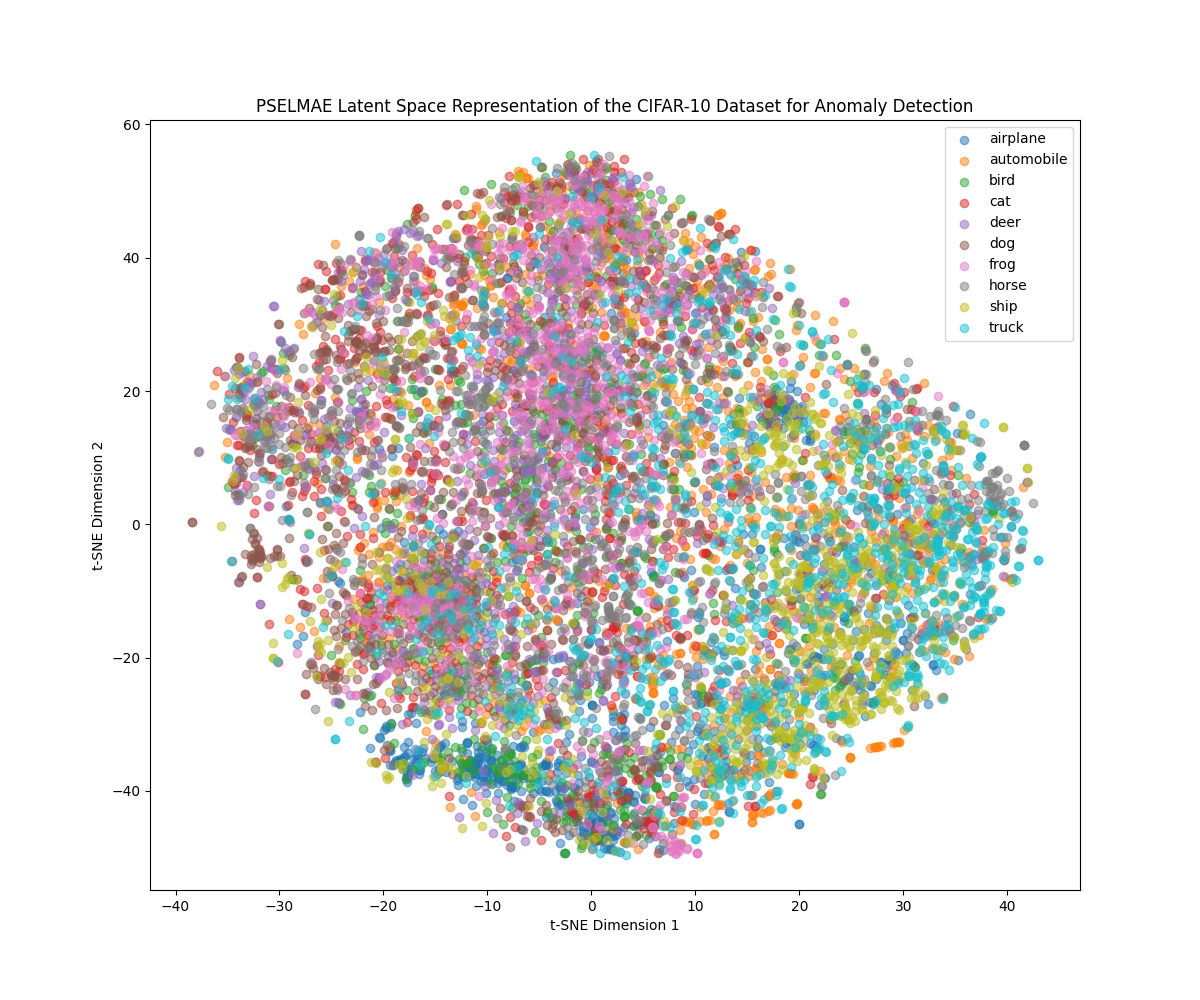 PSELMAE Latent Space Representation of the CIFAR-10 Dataset for Anomaly Detection
60
40
20
0
−20
−40
t-SNE Dimension 2
airplane
automobile
bird
cat
deer
dog
frog
horse
ship
truck
−40 −30 −20 −10 0 10 20 30 40
t-SNE Dimension 1